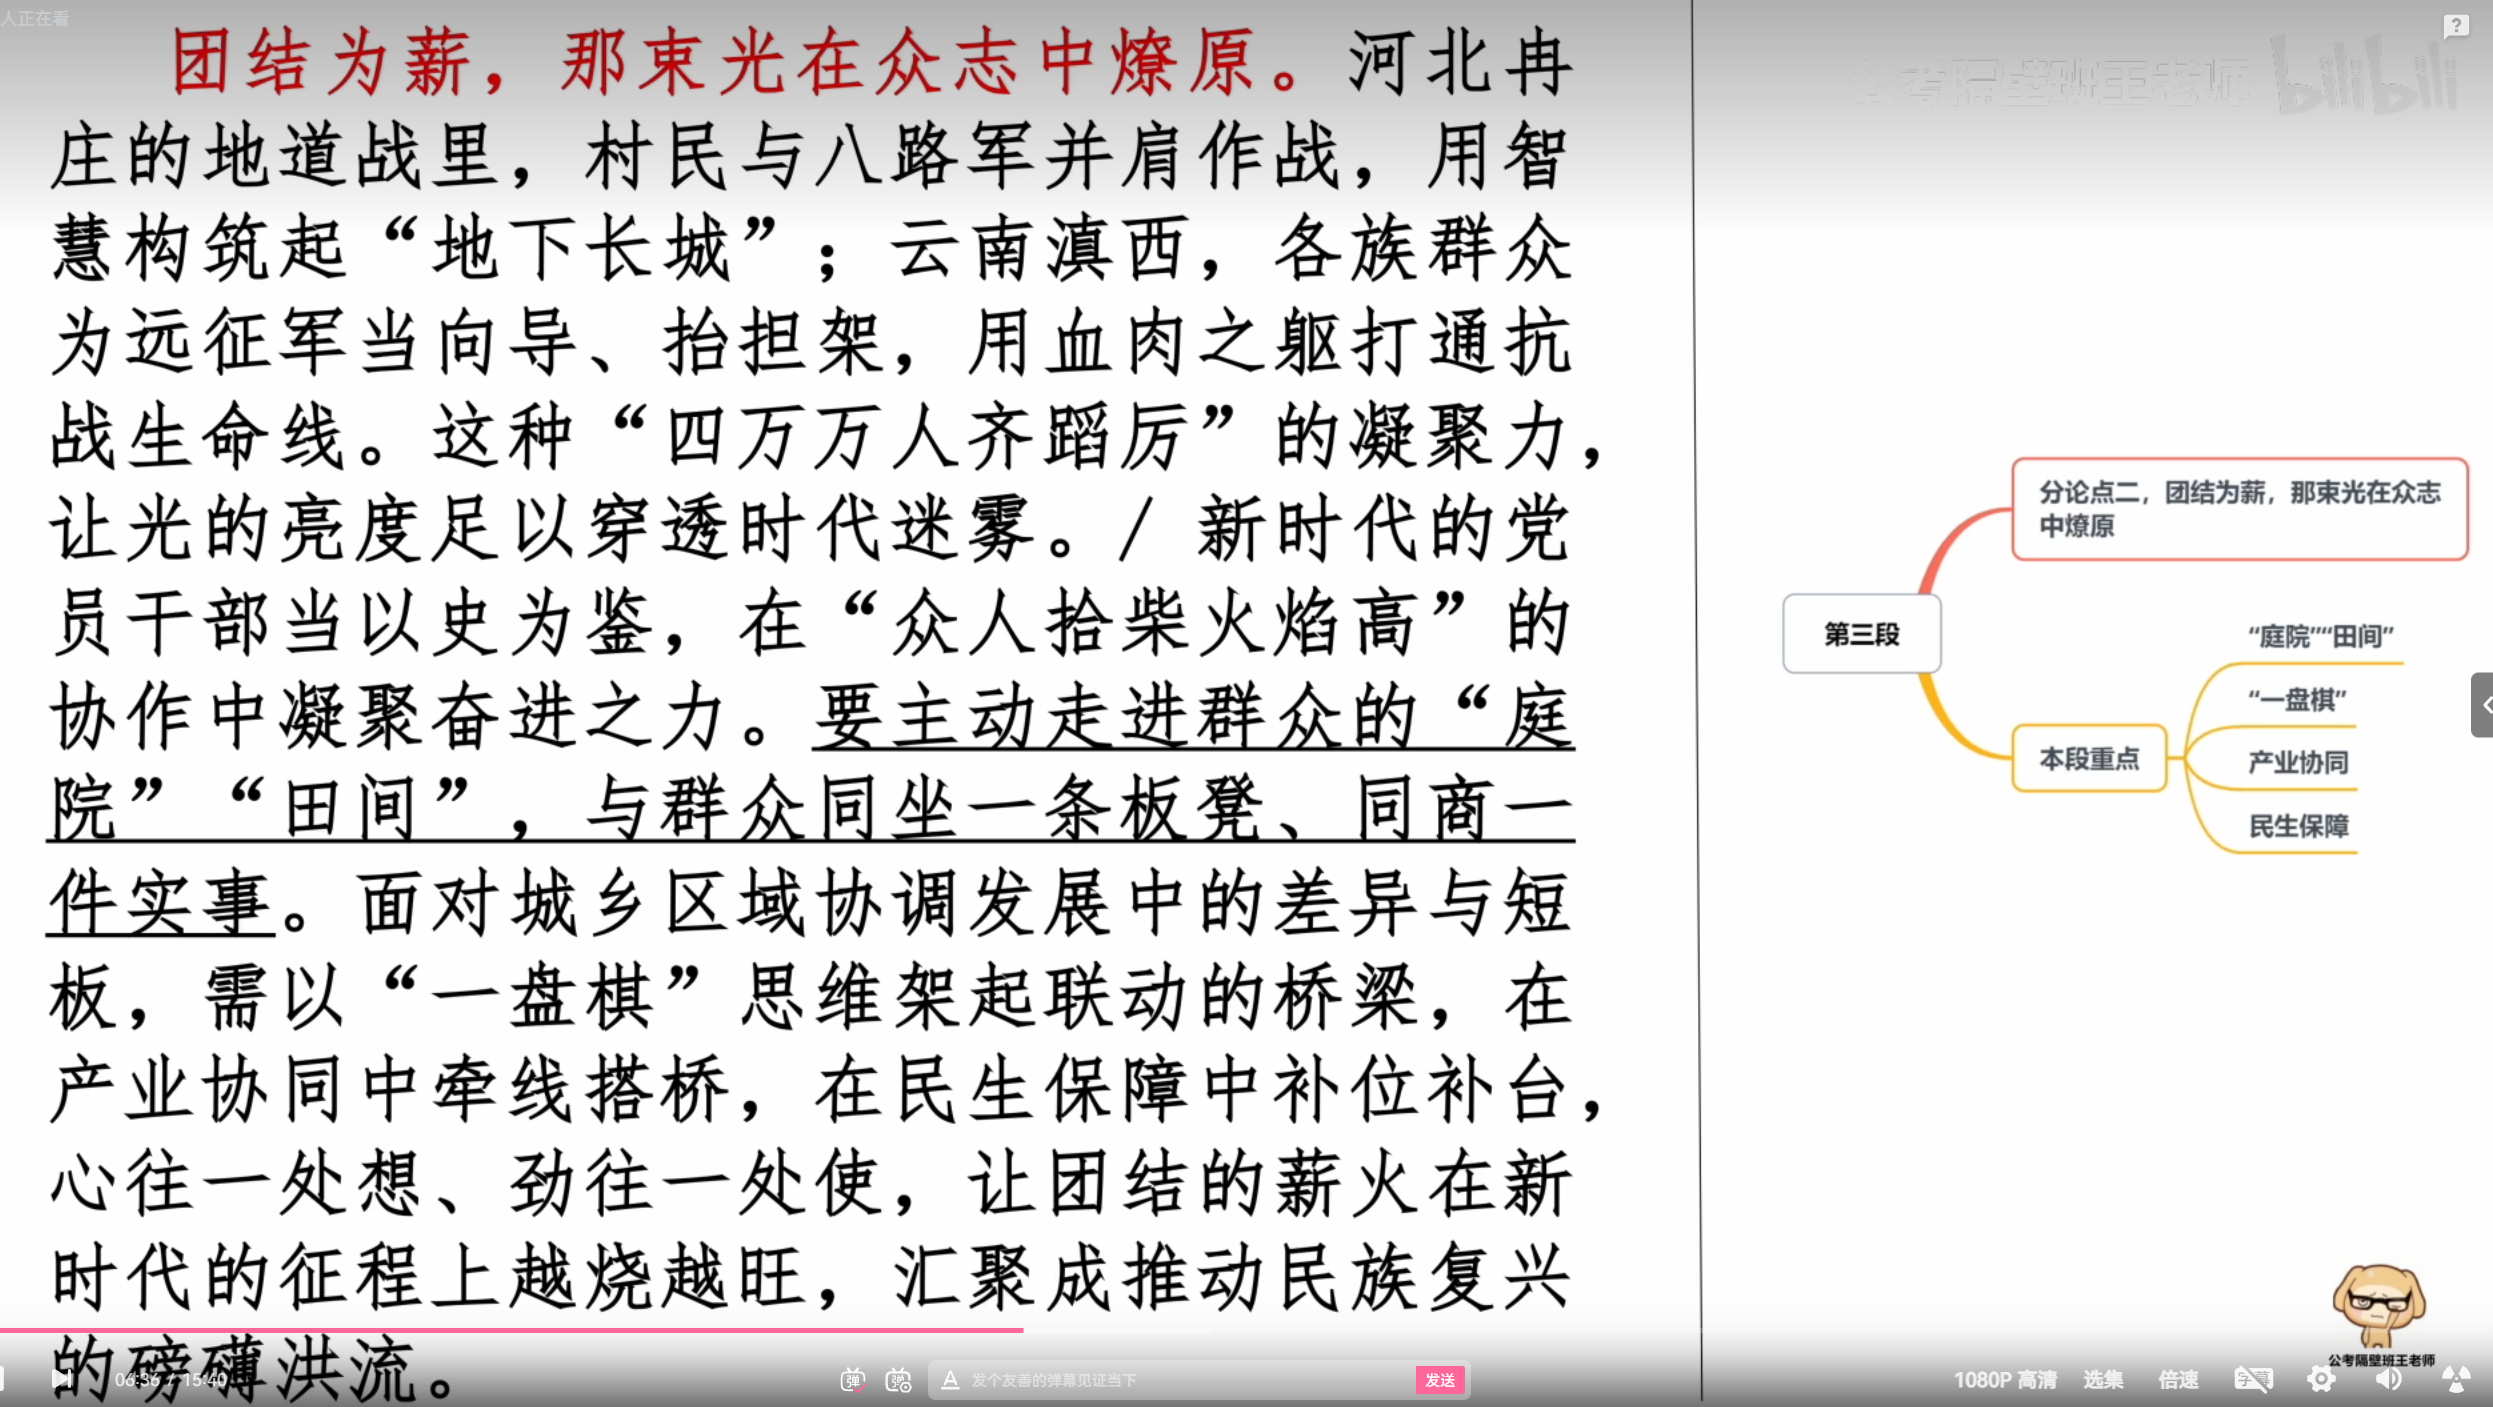 人正在看
团结为薪，那束光在众志中燎原。河北冉
庄的地道战里，村民与八路军并肩作战，用智
慧构筑起“地下长城”；云南滇西，各族群众
为远征军当向导、抬担架，用血肉之躯打通抗
战生命线。这种“四万万人齐蹈厉”的凝聚力，
让光的亮度足以穿透时代迷雾。/ 新时代的党
员干部当以史为鉴，在“众人拾柴火焰高”的
协作中凝聚奋进之力。要主动走进群众的“庭
院”“田间”，与群众同坐一条板凳、同商一
件实事。面对城乡区域协调发展中的差异与短
板，需以“一盘棋”思维架起联动的桥梁，在
产业协同中牵线搭桥，在民生保障中补位补台，
心往一处想、劲往一处使，让团结的薪火在新
时代的征程上越烧越旺，汇聚成推动民族复兴
的磅礴洪流。
公考隔壁班王老师 bilibili
第三段
分论点二，团结为薪，那束光在众志
中燎原
本段重点
“庭院”“田间”
“一盘棋”
产业协同
民生保障
公考隔壁班王老师
06:36 / 15:40
弹
弹
A 发个友善的弹幕见证当下
发送
1080P 高清
选集
倍速
字幕